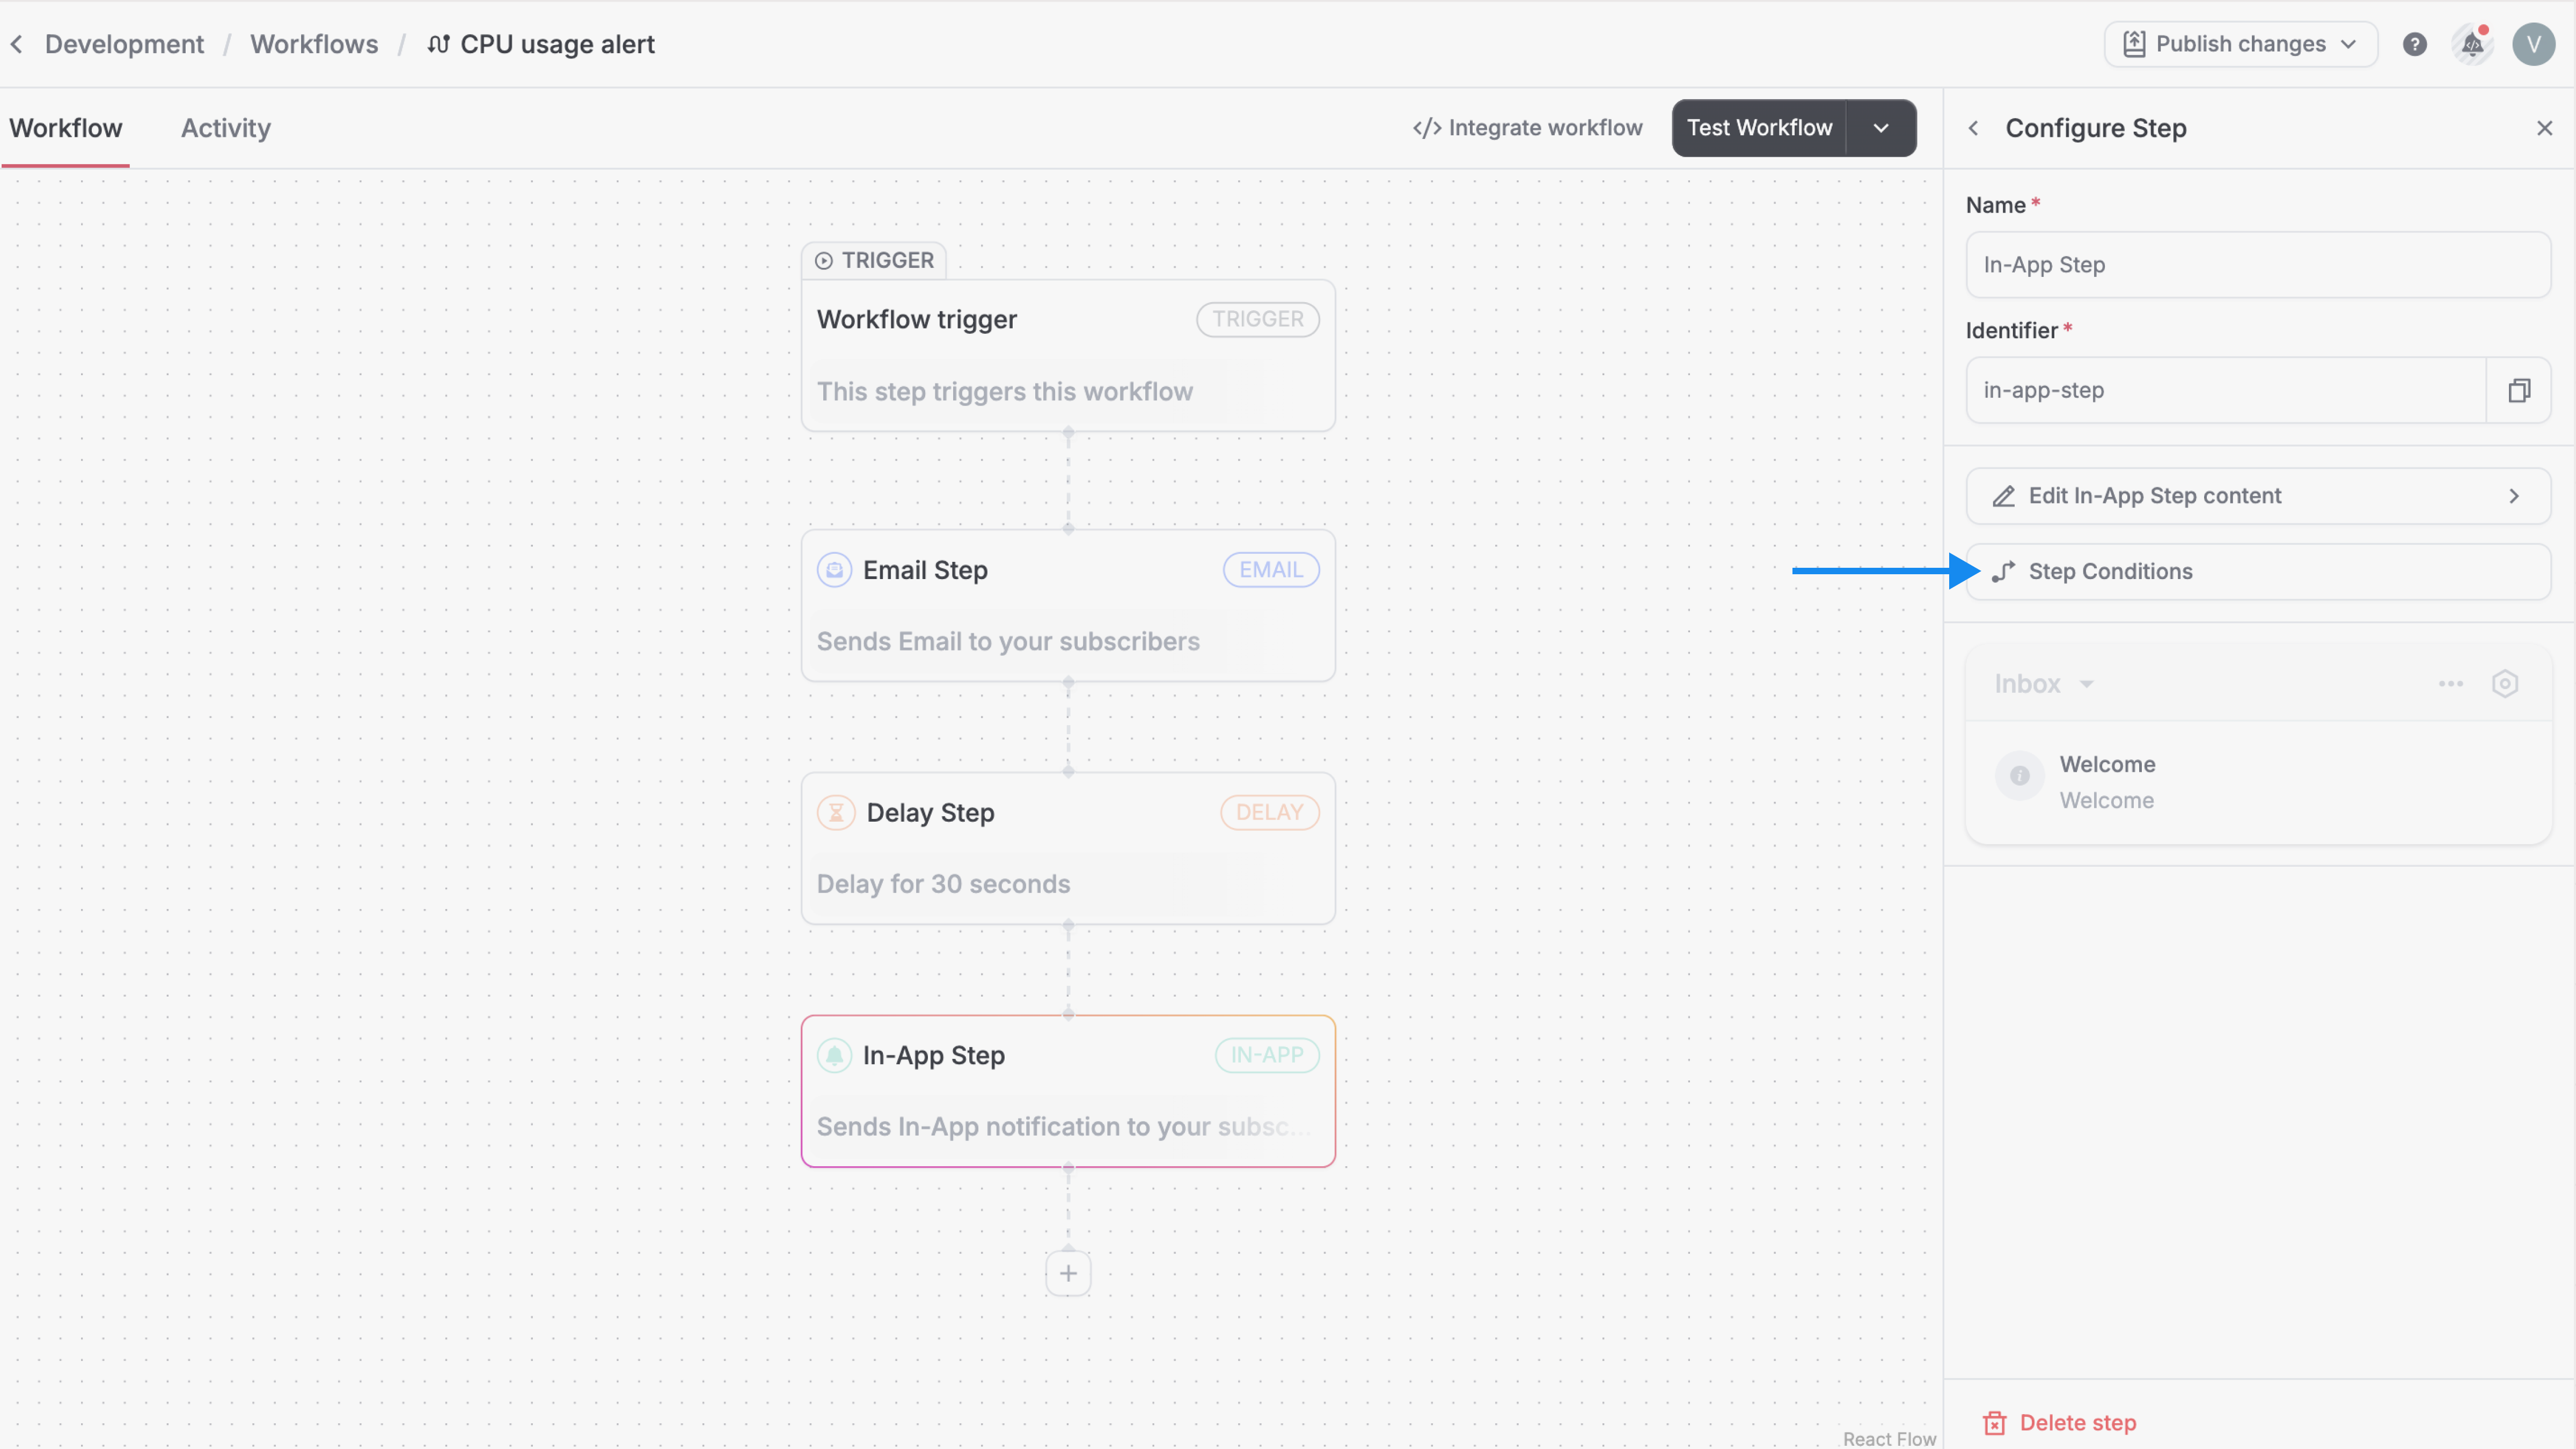 Development / Workflows / CPU usage alert
Publish changes
?
V
Workflow
Activity
</> Integrate workflow
Test Workflow
TRIGGER
Workflow trigger
TRIGGER
This step triggers this workflow
Email Step
EMAIL
Sends Email to your subscribers
Delay Step
DELAY
Delay for 30 seconds
In-App Step
IN-APP
Sends In-App notification to your subsc...
React Flow
Configure Step
Name *
In-App Step
Identifier *
in-app-step
Edit In-App Step content
Step Conditions
Inbox
Welcome
Welcome
Delete step